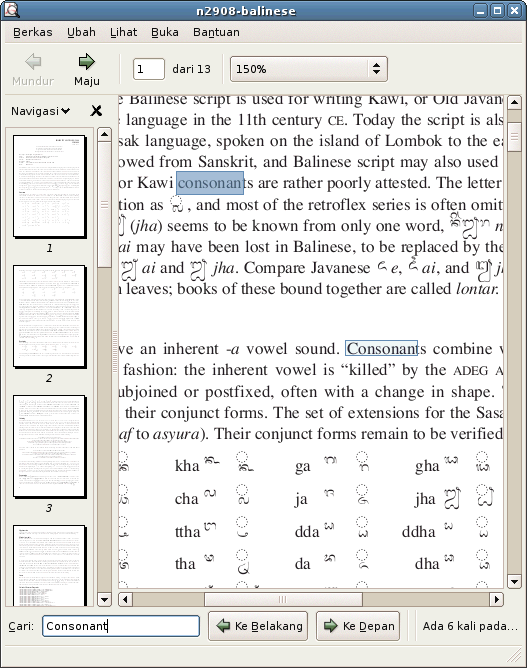 n2908-balinese
Berkas Ubah Lihat Buka Bantuan
Mundur Maju 1 dari 13 150%
Navigasi
1
2
3
e Balinese script is used for writing Kawi, or Old Javan
e language in the 11th century CE. Today the script is als
sak language, spoken on the island of Lombok to the ea
owed from Sanskrit, and Balinese script may also used
or Kawi consonants are rather poorly attested. The letter
tion as , and most of the retroflex series is often omit
(jha) seems to be known from only one word, n
ai may have been lost in Balinese, to be replaced by the
ai and jha. Compare Javanese e, ai, and j
n leaves; books of these bound together are called lontar.
ve an inherent -a vowel sound. Consonants combine v
fashion: the inherent vowel is “killed” by the ADEG A
ubjoined or postfixed, often with a change in shape.
their conjunct forms. The set of extensions for the Sasa
af to asyura). Their conjunct forms remain to be verified
kha ga gha
cha ja jha
ttha dda ddha
tha da dha
Cari: Consonant Ke Belakang Ke Depan Ada 6 kali pada...